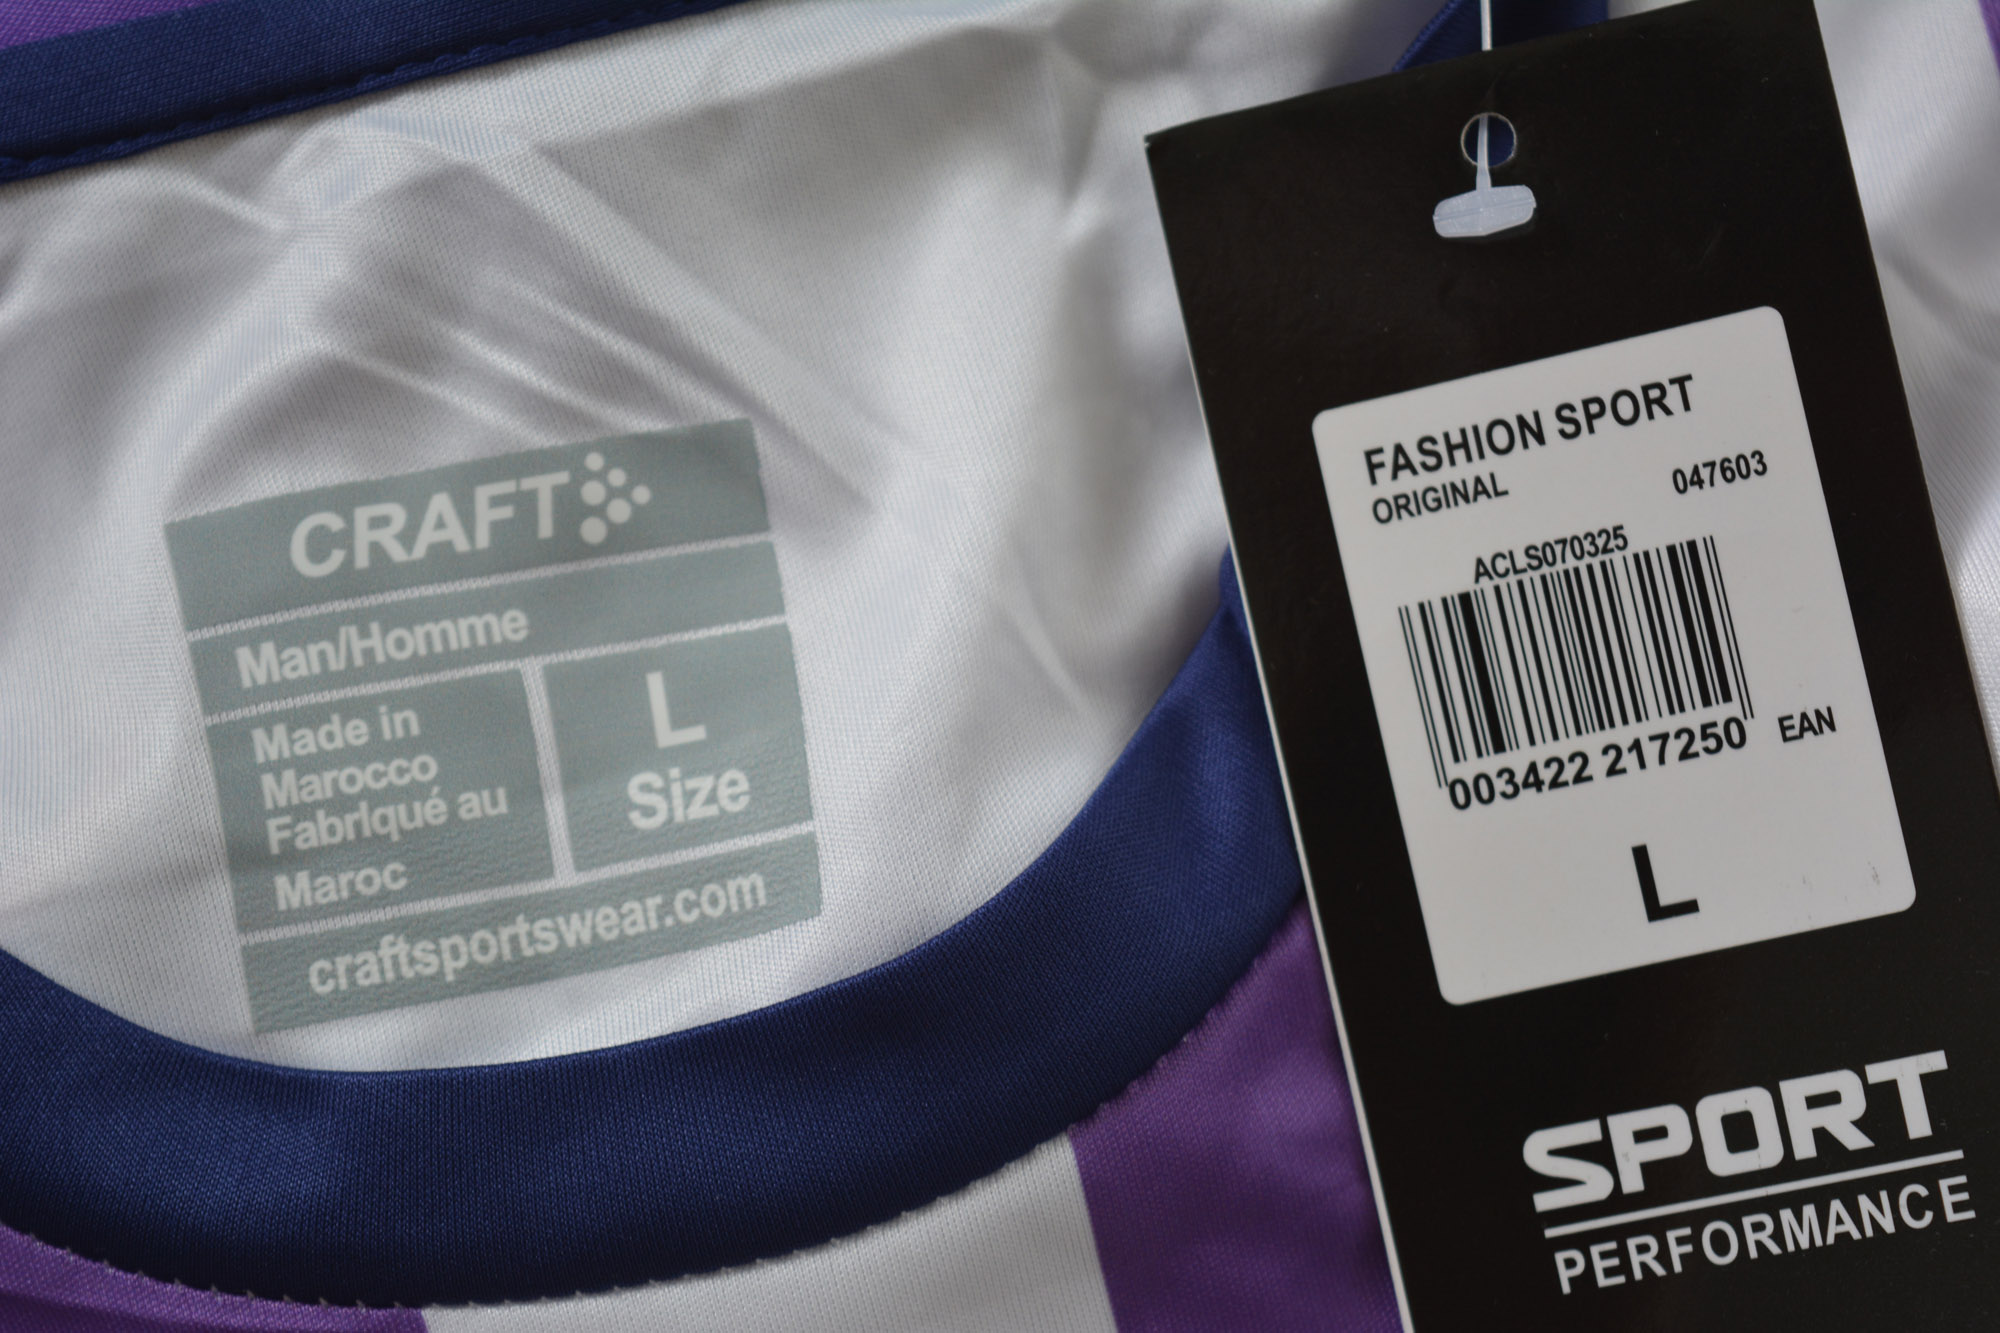 CRAFT
Man/Homme
Made in
Marocco
Fabriqué au
Maroc
L
Size
craftsportswear.com
FASHION SPORT
ORIGINAL 047603
ACLS070325
003422 217250 EAN
L
SPORT
PERFORMANCE